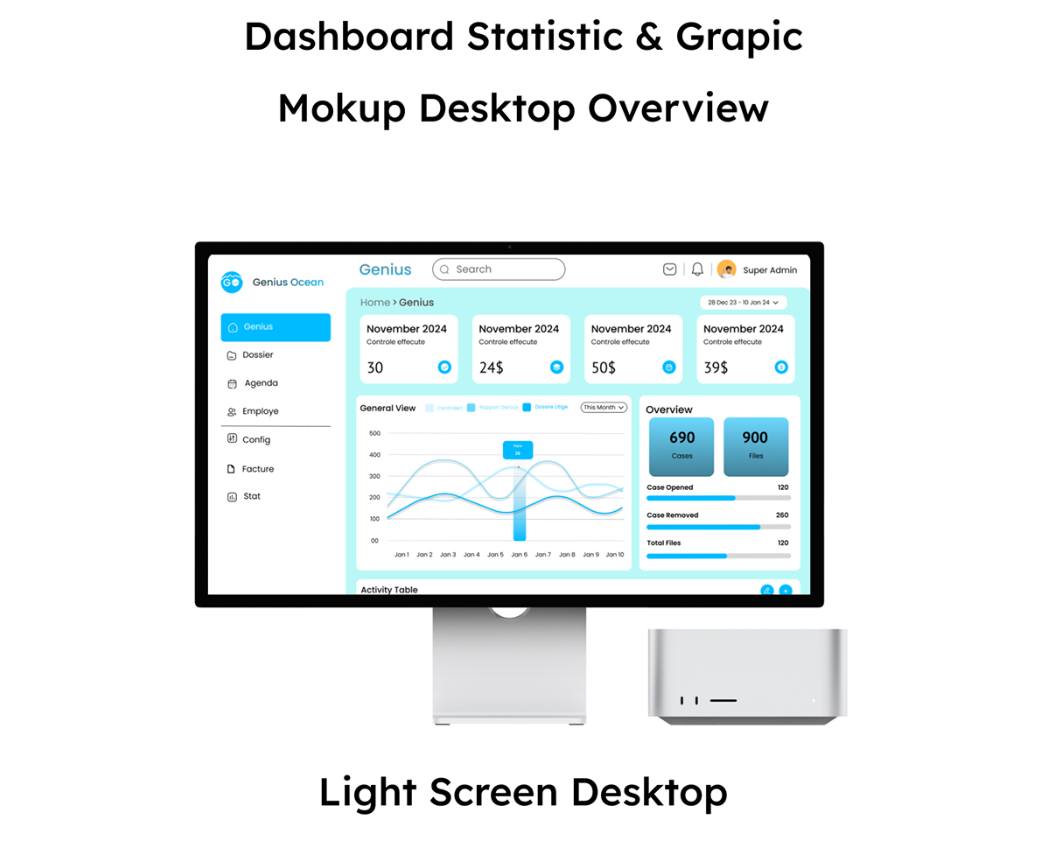 Dashboard Statistic & Grapic
Mokup Desktop Overview
Genius Ocean
Genius
Dossier
Agenda
Employe
Config
Facture
Stat
Genius
Search
Super Admin
Home > Genius
28 Dec 23 - 10 Jan 24
November 2024
Controle effecute
30
November 2024
Controle effecute
24$
November 2024
Controle effecute
50$
November 2024
Controle effecute
39$
General View
Rapport Genius
Dossite Litige
This Month
500
400
300
200
100
00
Jan 1 Jan 2 Jan 3 Jan 4 Jan 5 Jan 6 Jan 7 Jan 8 Jan 9 Jan 10
Overview
690
Cases
900
Files
Case Opened 120
Case Removed 260
Total Files 120
Activity Table
Light Screen Desktop